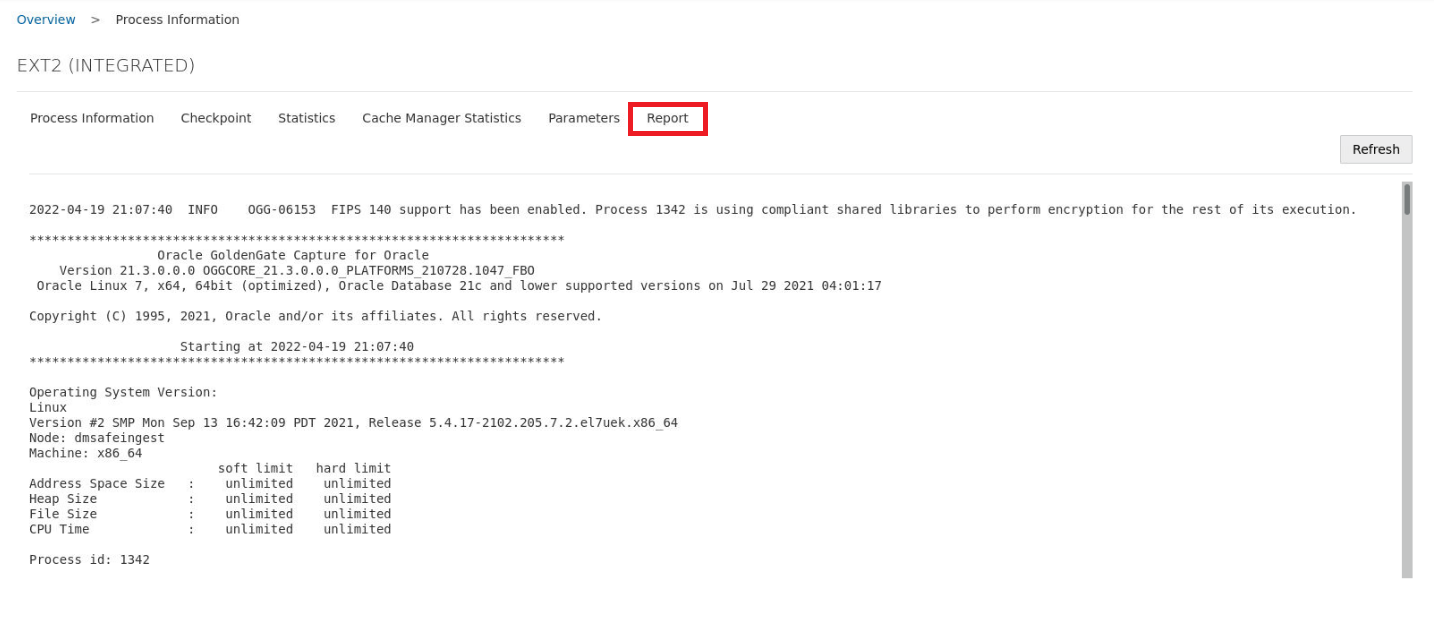 Overview > Process Information
EXT2 (INTEGRATED)
Process Information Checkpoint Statistics Cache Manager Statistics Parameters Report
Refresh
2022-04-19 21:07:40  INFO    OGG-06153  FIPS 140 support has been enabled. Process 1342 is using compliant shared libraries to perform encryption for the rest of its execution.
***********************************************************************
                 Oracle GoldenGate Capture for Oracle
    Version 21.3.0.0.0 OGGCORE_21.3.0.0.0_PLATFORMS_210728.1047_FBO
 Oracle Linux 7, x64, 64bit (optimized), Oracle Database 21c and lower supported versions on Jul 29 2021 04:01:17
Copyright (C) 1995, 2021, Oracle and/or its affiliates. All rights reserved.
                    Starting at 2022-04-19 21:07:40
***********************************************************************
Operating System Version:
Linux
Version #2 SMP Mon Sep 13 16:42:09 PDT 2021, Release 5.4.17-2102.205.7.2.el7uek.x86_64
Node: dmsafeingest
Machine: x86_64
                         soft limit   hard limit
Address Space Size   :    unlimited    unlimited
Heap Size            :    unlimited    unlimited
File Size            :    unlimited    unlimited
CPU Time             :    unlimited    unlimited
Process id: 1342